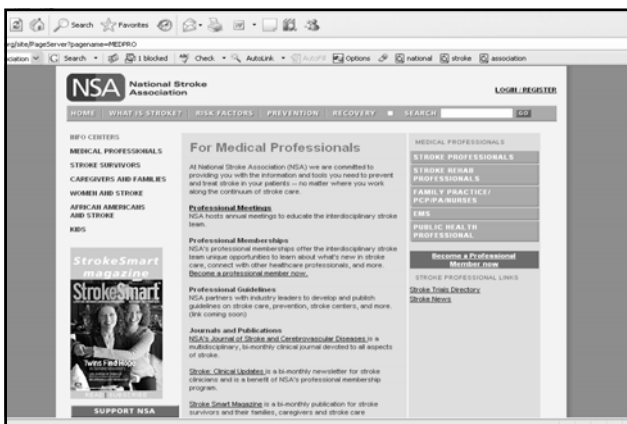 Search Favorites
rg/site/PageServer?pagename=MEDPRO
ociation Search 1 blocked Check AutoLink AutoFill Options national stroke association
NSA National Stroke
Association
LOGIN / REGISTER
HOME WHAT IS STROKE? RISK FACTORS PREVENTION RECOVERY SEARCH GO
INFO CENTERS
MEDICAL PROFESSIONALS
STROKE SURVIVORS
CAREGIVERS AND FAMILIES
WOMEN AND STROKE
AFRICAN AMERICANS
AND STROKE
KIDS
StrokeSmart
magazine
StrokeSmart
Twins Find Hope
READ SUBSCRIBE
SUPPORT NSA
For Medical Professionals
At National Stroke Association (NSA) we are committed to
providing you with the information and tools you need to prevent
and treat stroke in your patients -- no matter where you work
along the continuum of stroke care.
Professional Meetings
NSA hosts annual meetings to educate the interdisciplinary stroke
team.
Professional Memberships
NSA's professional memberships offer the interdisciplinary stroke
team unique opportunities to learn about what's new in stroke
care, connect with other healthcare professionals, and more.
Become a professional member now.
Professional Guidelines
NSA partners with industry leaders to develop and publish
guidelines on stroke care, prevention, stroke centers, and more.
(link coming soon)
Journals and Publications
NSA's Journal of Stroke and Cerebrovascular Diseases is a
multidisciplinary, bi-monthly clinical journal devoted to all aspects
of stroke.
Stroke: Clinical Updates is a bi-monthly newsletter for stroke
clinicians and is a benefit of NSA's professional membership
program.
Stroke Smart Magazine is a bi-monthly publication for stroke
survivors and their families, caregivers and stroke care
MEDICAL PROFESSIONALS
STROKE PROFESSIONALS
STROKE REHAB
PROFESSIONALS
FAMILY PRACTICE/
PCP/PA/NURSES
EMS
PUBLIC HEALTH
PROFESSIONAL
Become a Professional
Member now
STROKE PROFESSIONAL LINKS
Stroke Trials Directory
Stroke News